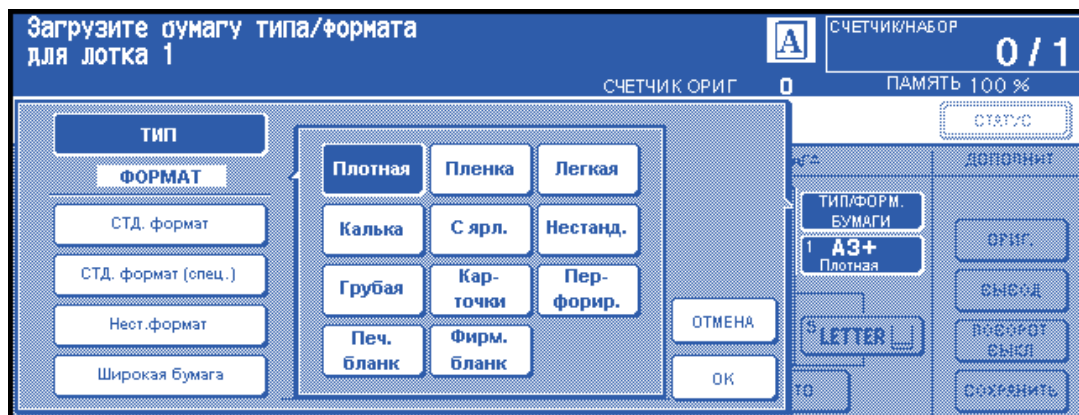 Загрузите бумагу типа/формата
для лотка 1
СЧЕТЧИК/НАБОР
0 / 1
СЧЕТЧИК ОРИГ 0
ПАМЯТЬ 100 %
A
СТАТУС
ТИП
ФОРМАТ
СТД. формат
СТД. формат (спец.)
Нест.формат
Широкая бумага
Плотная
Пленка
Легкая
Калька
С ярл.
Нестанд.
Грубая
Кар-
точки
Пер-
форир.
Печ.
бланк
Фирм.
бланк
ОТМЕНА
ОК
ТИП/ФОРМ.
БУМАГИ
1 A3+
Плотная
5 LETTER
ДОПОЛНИТ
ОРИГ.
ВЫВОД
ПОВОРОТ
ВЫКЛ
СОХРАНИТЬ